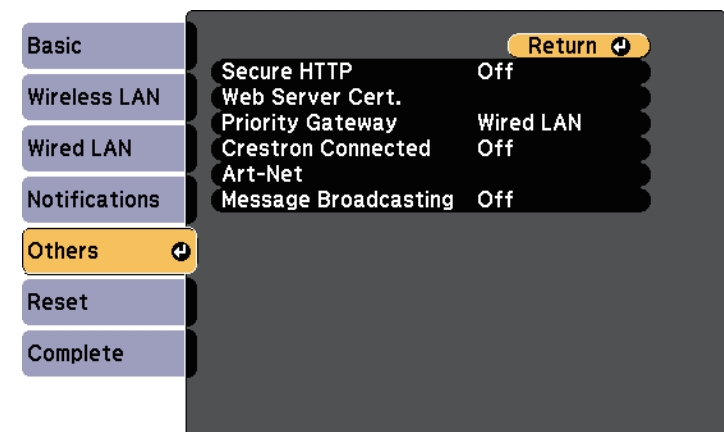 Basic
Wireless LAN
Wired LAN
Notifications
Others
Reset
Complete
Return
Secure HTTP Off
Web Server Cert.
Priority Gateway Wired LAN
Crestron Connected Off
Art-Net
Message Broadcasting Off